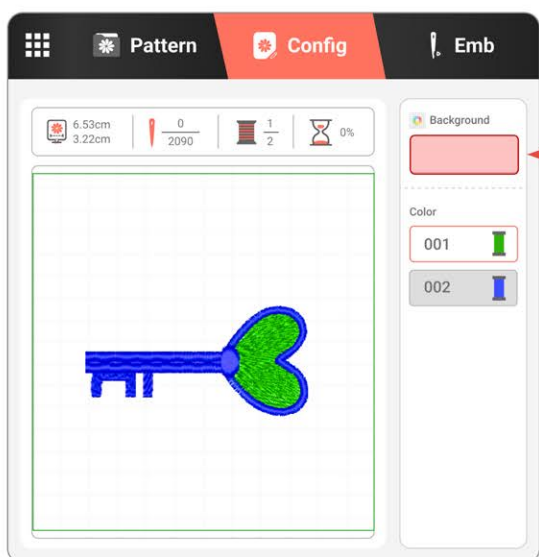 Pattern
Config
Emb
6.53cm
3.22cm
0
2090
1
2
0%
Background
Color
001
002